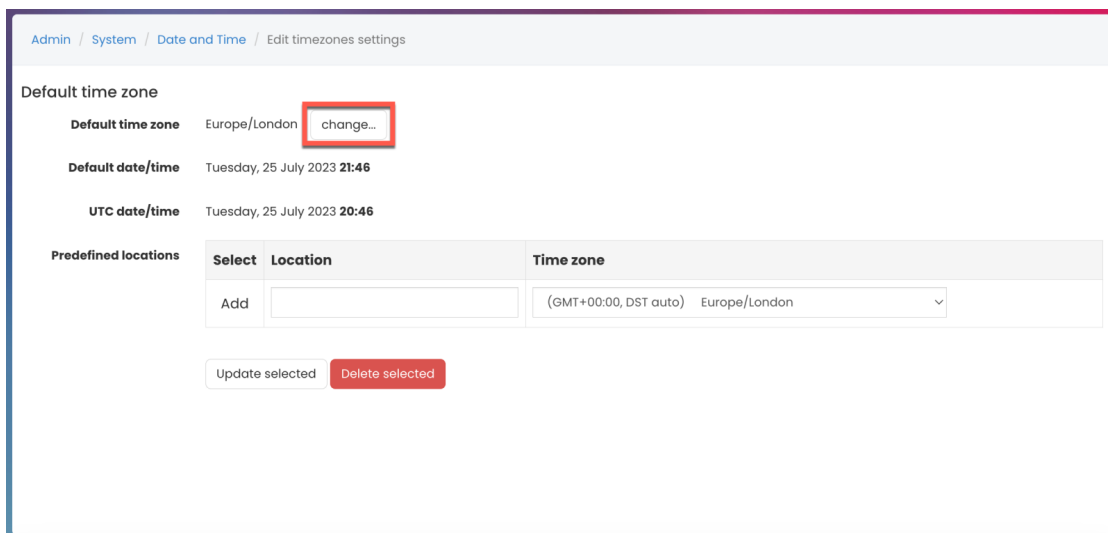 Admin / System / Date and Time / Edit timezones settings
Default time zone
Default time zone Europe/London change...
Default date/time Tuesday, 25 July 2023 21:46
UTC date/time Tuesday, 25 July 2023 20:46
Predefined locations Select Location Time zone
Add (GMT+00:00, DST auto) Europe/London
Update selected Delete selected